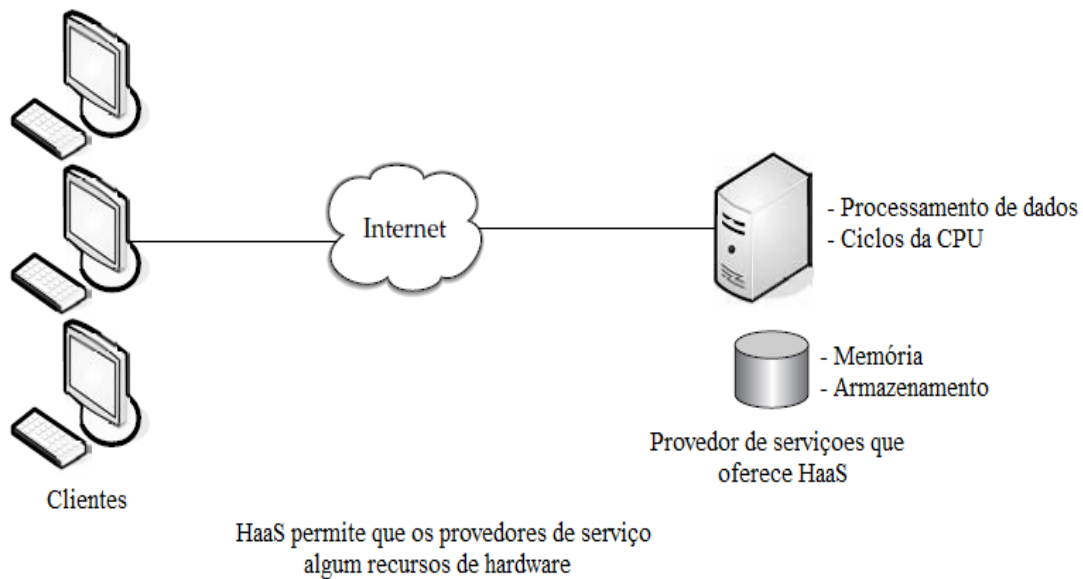 Internet
- Processamento de dados
- Ciclos da CPU
- Memória
- Armazenamento
Provedor de serviçoes que
oferece HaaS
Clientes
HaaS permite que os provedores de serviço
algum recursos de hardware